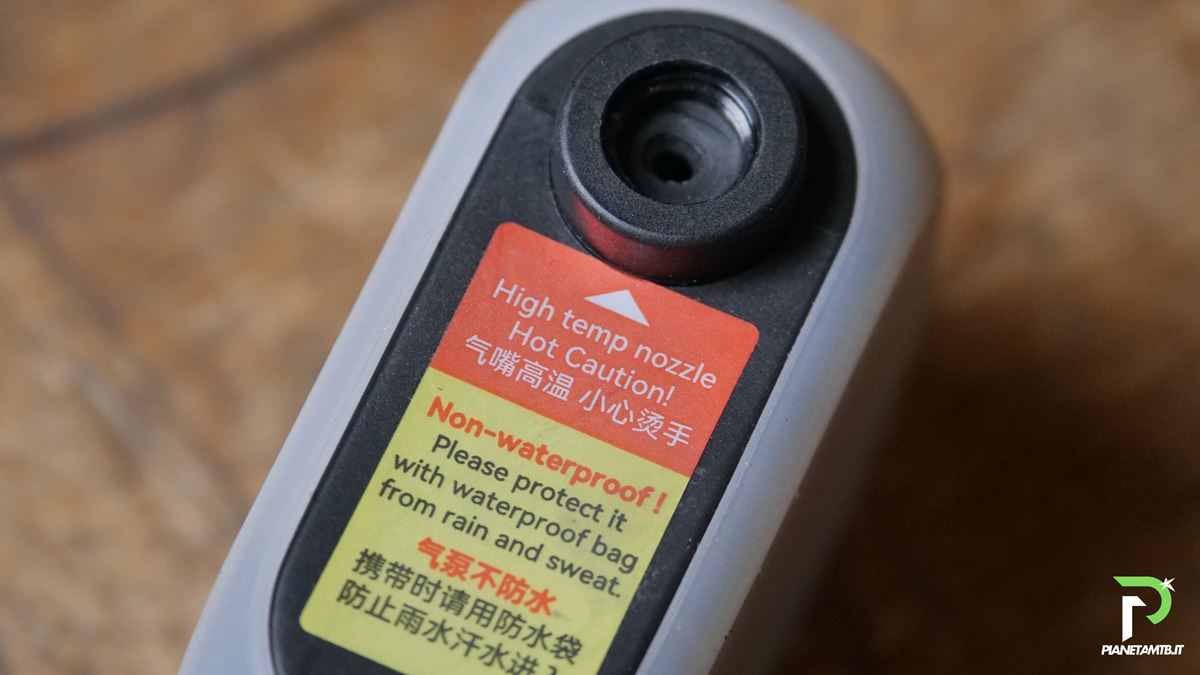 High temp nozzle
Hot Caution!
气嘴高温 小心烫手
Non-waterproof!
Please protect it
with waterproof bag
from rain and sweat.
气泵不防水
携带时请用防水袋
防止雨水汗水进入
PIANETAMTB.IT